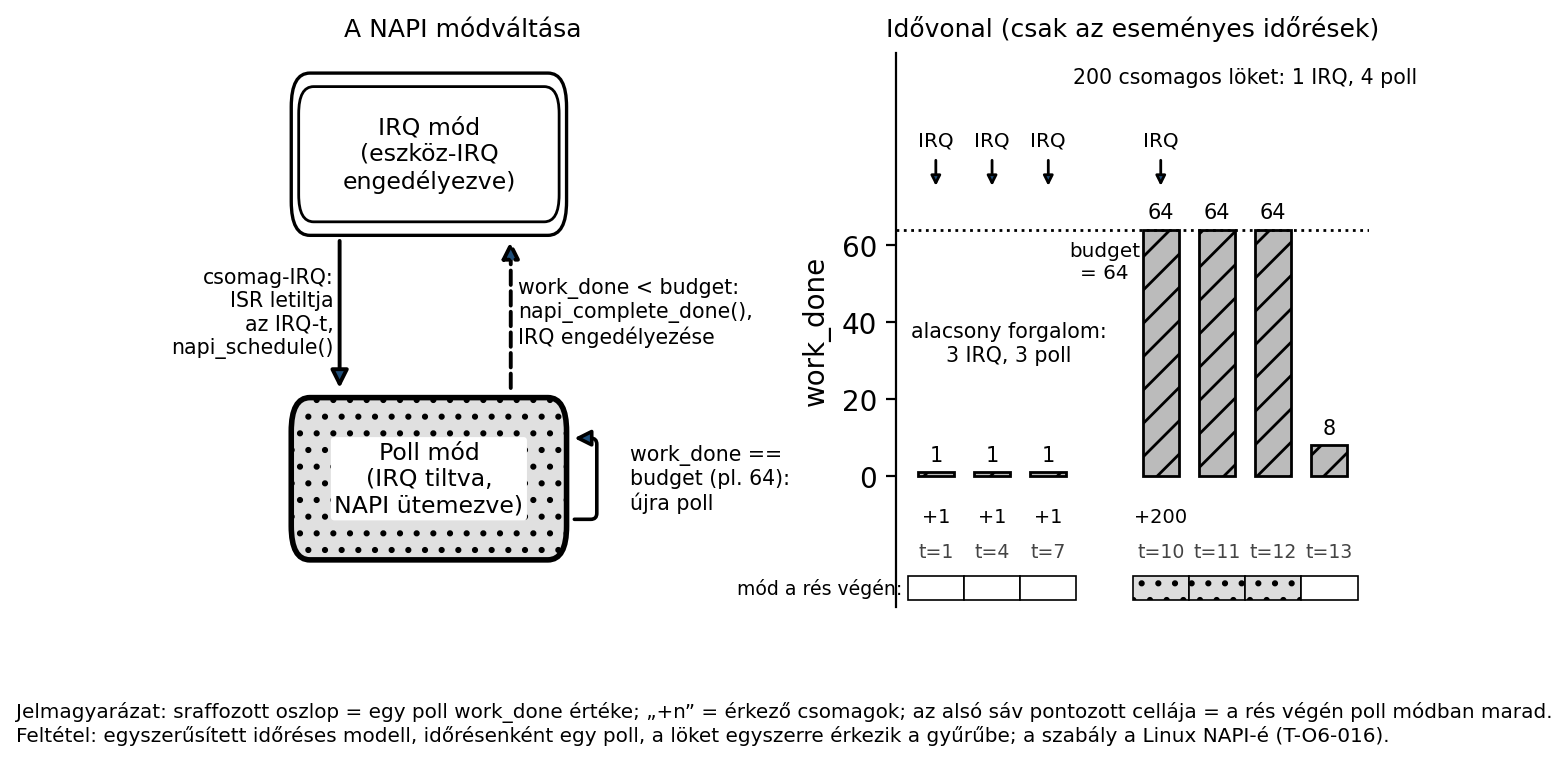 A NAPI módváltása
IRQ mód
(eszköz-IRQ
engedélyezve)
csomag-IRQ:
ISR letiltja
az IRQ-t,
napi_schedule()
work_done < budget:
napi_complete_done(),
IRQ engedélyezése
Poll mód
(IRQ tiltva,
NAPI ütemezve)
work_done ==
budget (pl. 64):
újra poll
Idővonal (csak az eseményes időrések)
200 csomagos löket: 1 IRQ, 4 poll
IRQ IRQ IRQ IRQ
64 64 64
budget
= 64
alacsony forgalom:
3 IRQ, 3 poll
work_done
60
40
20
0
1 1 1 8
+1 +1 +1 +200
t=1 t=4 t=7 t=10 t=11 t=12 t=13
mód a rés végén:
Jelmagyarázat: sraffozott oszlop = egy poll work_done értéke; „+n” = érkező csomagok; az alsó sáv pontozott cellája = a rés végén poll módban marad.
Feltétel: egyszerűsített időréses modell, időrésenként egy poll, a löket egyszerre érkezik a gyűrűbe; a szabály a Linux NAPI-é (T-O6-016).